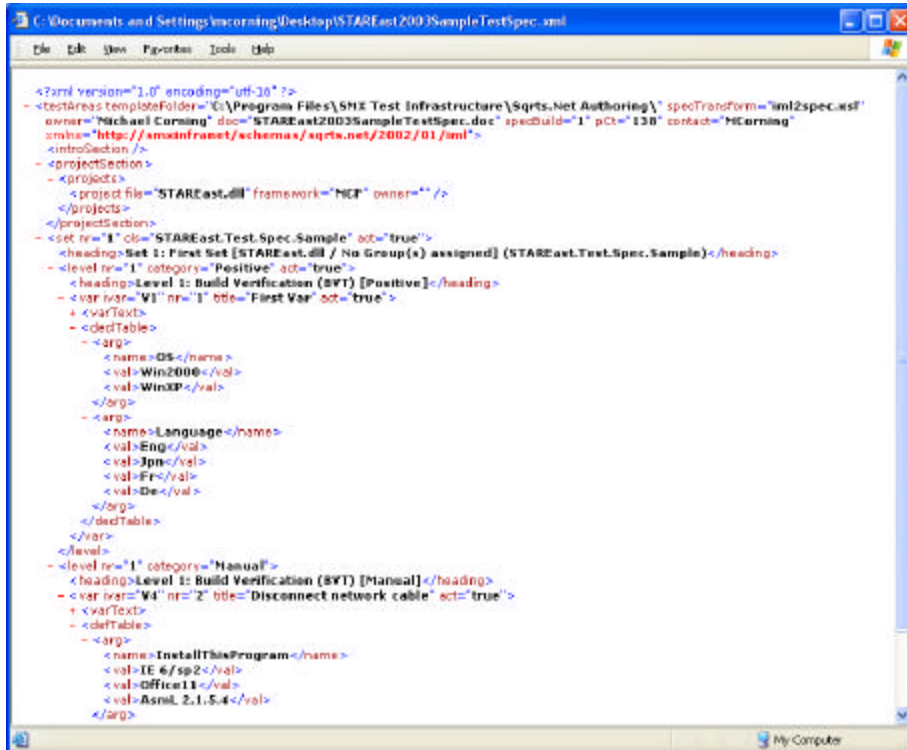 C:\Documents and Settings\mcorning\Desktop\STAREast2003SampleTestSpec.xml
File Edit View Favorites Tools Help
<?xml version="1.0" encoding="utf-16" ?>
- <testAreas templateFolder="C:\Program Files\SMX Test Infrastructure\Sqrts.Net Authoring\" specTransform="iml2spec.xsl"
owner="Michael Corning" doc="STAREast2003SampleTestSpec.doc" specBuild="1" pCt="138" contact="MCorning"
xmlns="http://smxinfranet/schemas/sqrts.net/2002/01/iml">
<introSection />
- <projectSection>
- <projects>
<project file="STAREast.dll" framework="MCF" owner="" />
</projects>
</projectSection>
- <set nr="1" cls="STAREast.Test.Spec.Sample" act="true">
<heading>Set 1: First Set [STAREast.dll / No Group(s) assigned] (STAREast.Test.Spec.Sample)</heading>
- <level nr="1" category="Positive" act="true">
<heading>Level 1: Build Verification (BVT) [Positive]</heading>
- <var ivar="V1" nr="1" title="First Var" act="true">
+ <varText>
- <declTable>
- <arg>
<name>OS</name>
<val>Win2000</val>
<val>WinXP</val>
</arg>
- <arg>
<name>Language</name>
<val>Eng</val>
<val>Jpn</val>
<val>Fr</val>
<val>De</val>
</arg>
</declTable>
</var>
</level>
- <level nr="1" category="Manual">
<heading>Level 1: Build Verification (BVT) [Manual]</heading>
- <var ivar="V4" nr="2" title="Disconnect network cable" act="true">
+ <varText>
- <defTable>
- <arg>
<name>InstallThisProgram</name>
<val>IE 6/sp2</val>
<val>Office11</val>
<val>AsmL 2.1.5.4</val>
</arg>
My Computer